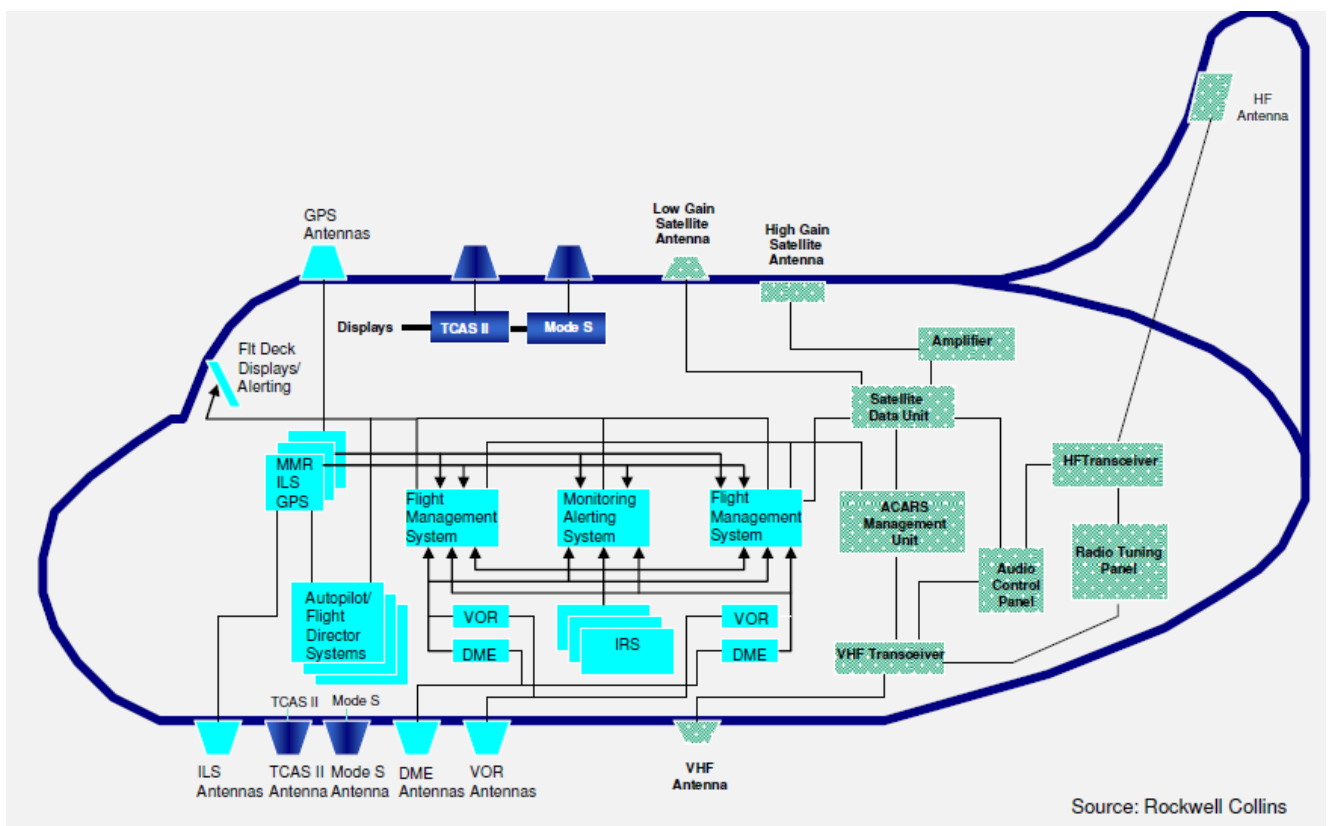 HF
Antenna
GPS
Antennas
Low Gain
Satellite
Antenna
High Gain
Satellite
Antenna
Displays
TCAS II
Mode S
Amplifier
Flt Deck
Displays/
Alerting
Satellite
Data Unit
MMR
ILS
GPS
HFTransceiver
Flight
Management
System
Monitoring
Alerting
System
Flight
Management
System
ACARS
Management
Unit
Radio Tuning
Panel
Audio
Control
Panel
Autopilot/
Flight
Director
Systems
VOR
DME
IRS
VOR
DME
VHF Transceiver
TCAS II
Mode S
ILS
Antennas
TCAS II
Antenna
Mode S
Antenna
DME
Antennas
VOR
Antennas
VHF
Antenna
Source: Rockwell Collins